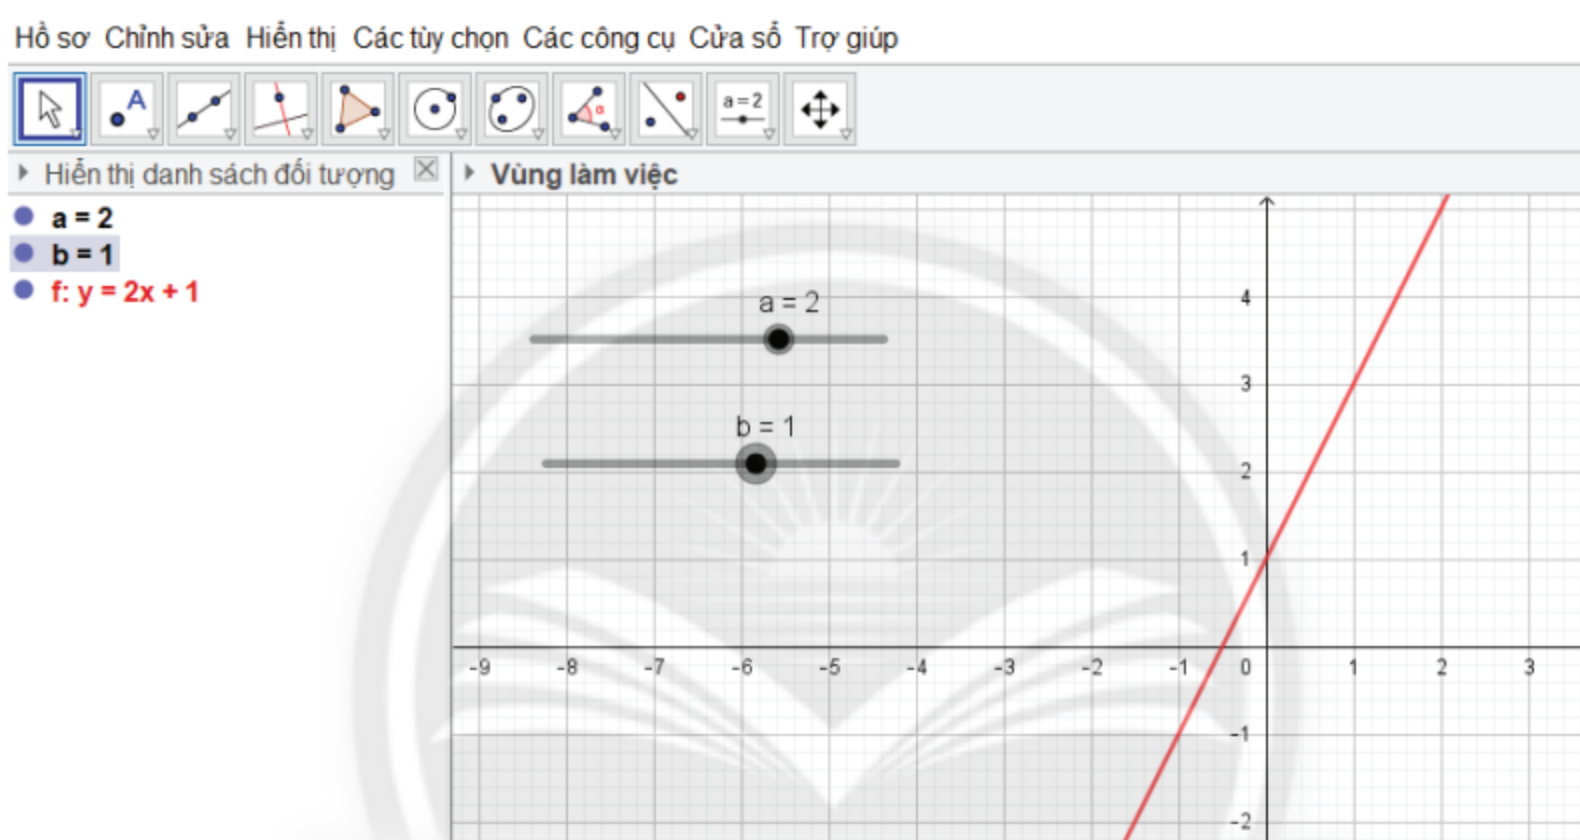 Hồ sơ Chỉnh sửa Hiển thị Các tùy chọn Các công cụ Cửa sổ Trợ giúp
A α a = 2
Hiển thị danh sách đối tượng Vùng làm việc
a = 2
b = 1
f: y = 2x + 1
a = 2
b = 1
4
3
2
1
-9 -8 -7 -6 -5 -4 -3 -2 -1 0 1 2 3
-1
-2